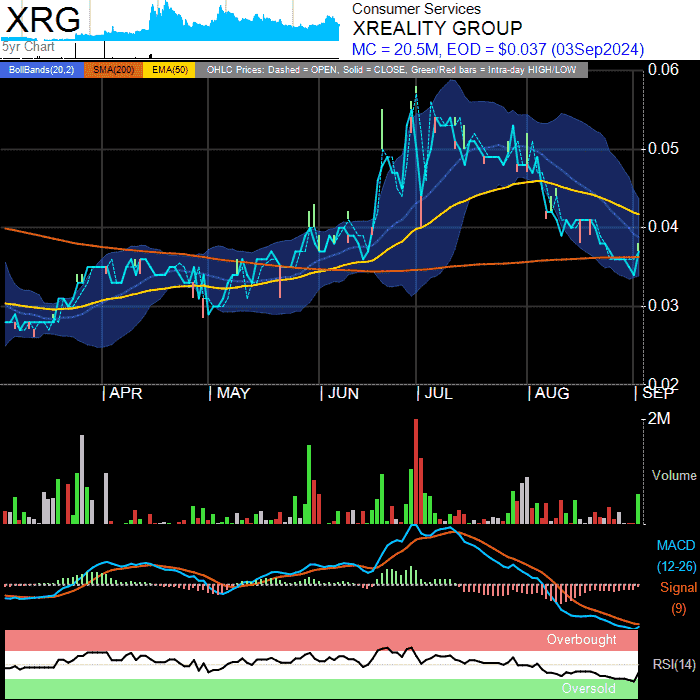 XRG
5yr Chart
Consumer Services
XREALITY GROUP
MC = 20.5M, EOD = $0.037 (03Sep2024)
BollBands(20,2) SMA(200) EMA(50) OHLC Prices: Dashed = OPEN, Solid = CLOSE, Green/Red bars = Intra-day HIGH/LOW
0.06
0.05
0.04
0.03
0.02
APR MAY JUN JUL AUG SEP
2M
Volume
MACD
(12-26)
Signal
(9)
Overbought
RSI(14)
Oversold